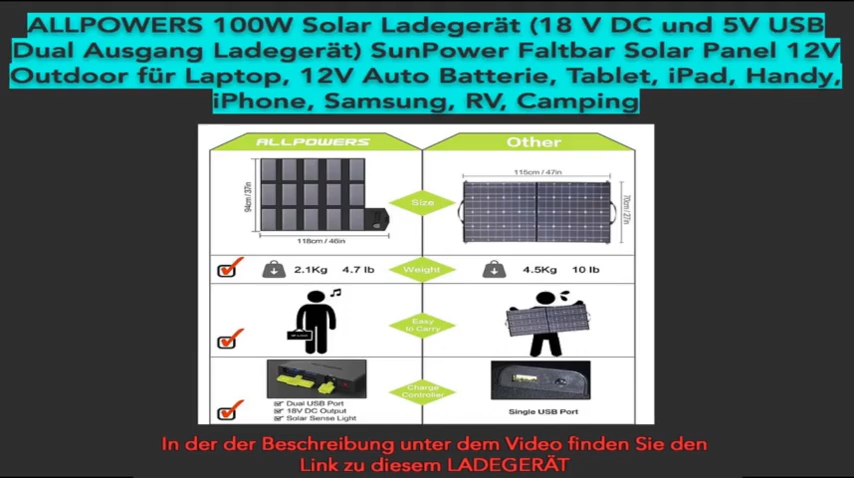 ALLPOWERS 100W Solar Ladegerät (18 V DC und 5V USB
Dual Ausgang Ladegerät) SunPower Faltbar Solar Panel 12V
Outdoor für Laptop, 12V Auto Batterie, Tablet, iPad, Handy,
iPhone, Samsung, RV, Camping
ALLPOWERS
Other
94cm / 37in
118cm / 46in
Size
115cm / 47in
70cm / 27in
2.1Kg 4.7 lb
Weight
4.5Kg 10 lb
Easy
to Carry
Charge
Controller
Dual USB Port
18V DC Output
Solar Sense Light
Single USB Port
In der der Beschreibung unter dem Video finden Sie den
Link zu diesem LADEGERÄT